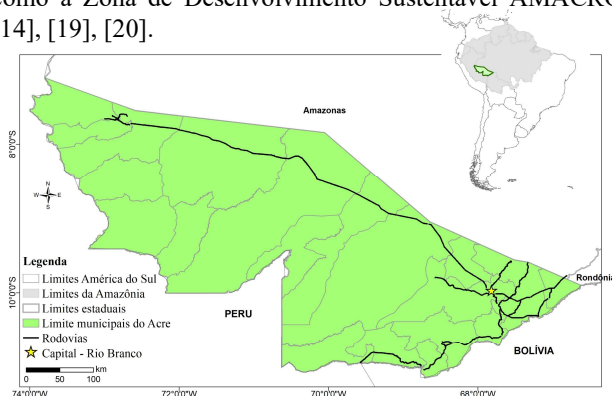 como a Zona de Desenvolvimento Sustentável AMACRO
14], [19], [20].
Amazonas
8°0'0"S
N
W E
S
Legenda
Limites América do Sul
Limites da Amazônia
Limites estaduais
Limite municipais do Acre
Rodovias
Capital - Rio Branco
0 50 100 km
10°0'0"S
PERU
Rondônia
BOLÍVIA
74°0'0"W 72°0'0"W 70°0'0"W 68°0'0"W